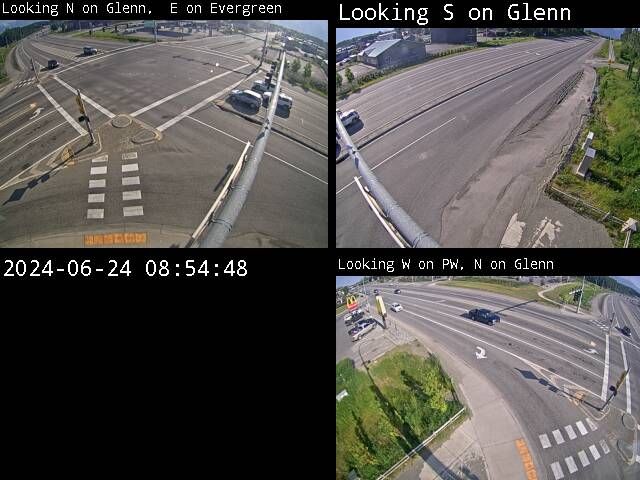 Looking N on Glenn,  E on Evergreen
Looking S on Glenn
2024-06-24 08:54:48
Looking W on PW, N on Glenn